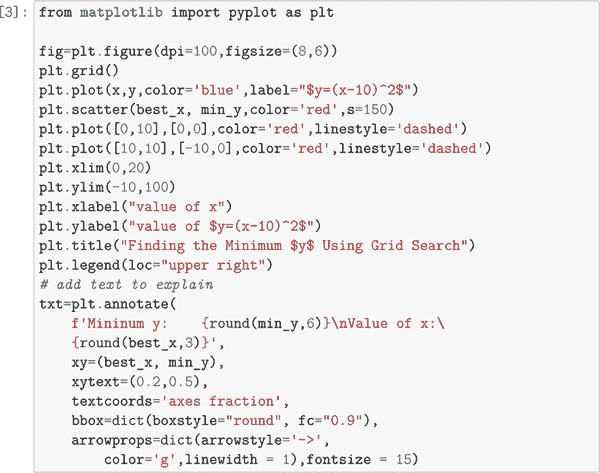 [3]: from matplotlib import pyplot as plt

fig=plt.figure(dpi=100,figsize=(8,6))
plt.grid()
plt.plot(x,y,color='blue',label="$y=(x-10)^2$")
plt.scatter(best_x, min_y,color='red',s=150)
plt.plot([0,10],[0,0],color='red',linestyle='dashed')
plt.plot([10,10],[-10,0],color='red',linestyle='dashed')
plt.xlim(0,20)
plt.ylim(-10,100)
plt.xlabel("value of x")
plt.ylabel("value of $y=(x-10)^2$")
plt.title("Finding the Minimum $y$ Using Grid Search")
plt.legend(loc="upper right")
# add text to explain
txt=plt.annotate(
    f'Mininum y:    {round(min_y,6)}\nValue of x:\
    {round(best_x,3)}',
    xy=(best_x, min_y),
    xytext=(0.2,0.5),
    textcoords='axes fraction',
    bbox=dict(boxstyle="round", fc="0.9"),
    arrowprops=dict(arrowstyle='->',
        color='g',linewidth = 1),fontsize = 15)